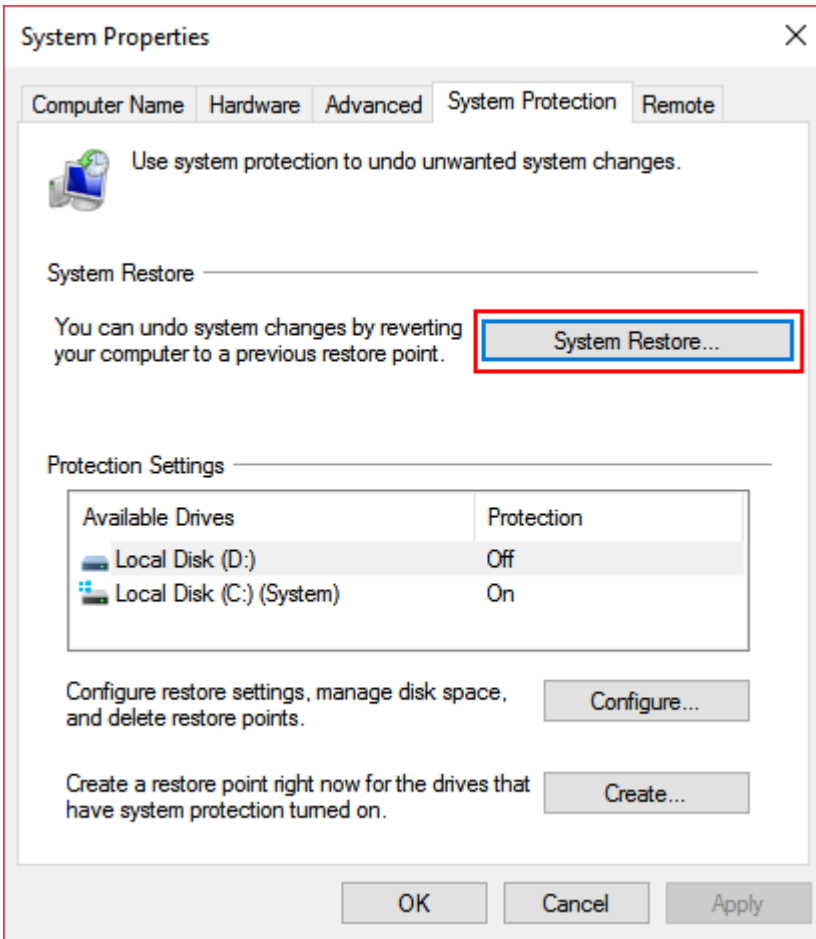 System Properties
Computer Name Hardware Advanced System Protection Remote
Use system protection to undo unwanted system changes.
System Restore
You can undo system changes by reverting
your computer to a previous restore point.
System Restore...
Protection Settings
Available Drives Protection
Local Disk (D:) Off
Local Disk (C:) (System) On
Configure restore settings, manage disk space,
and delete restore points.
Configure...
Create a restore point right now for the drives that
have system protection turned on.
Create...
OK Cancel Apply